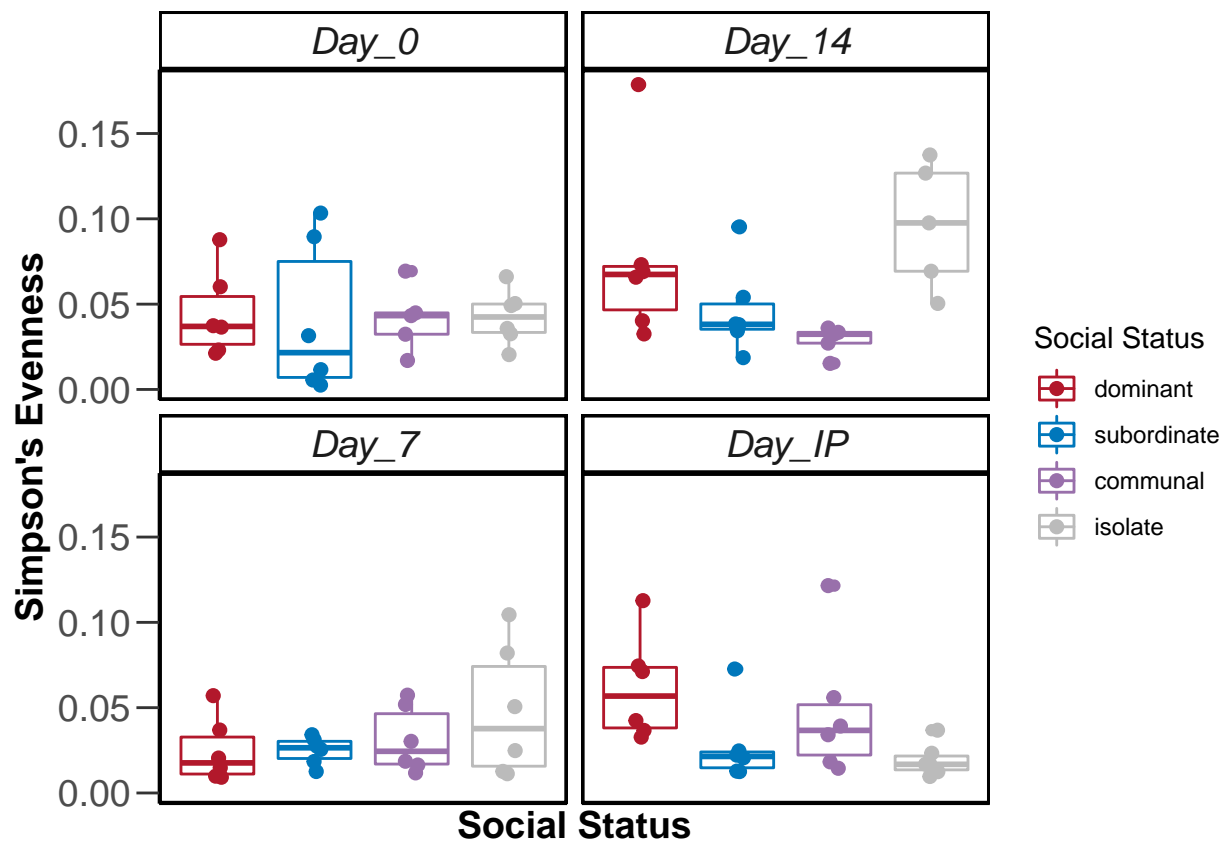 Day_0
Day_14
0.15
0.10
0.05
0.00
Day_7
Day_IP
0.15
0.10
0.05
0.00
Simpson's Evenness
Social Status
Social Status
dominant
subordinate
communal
isolate